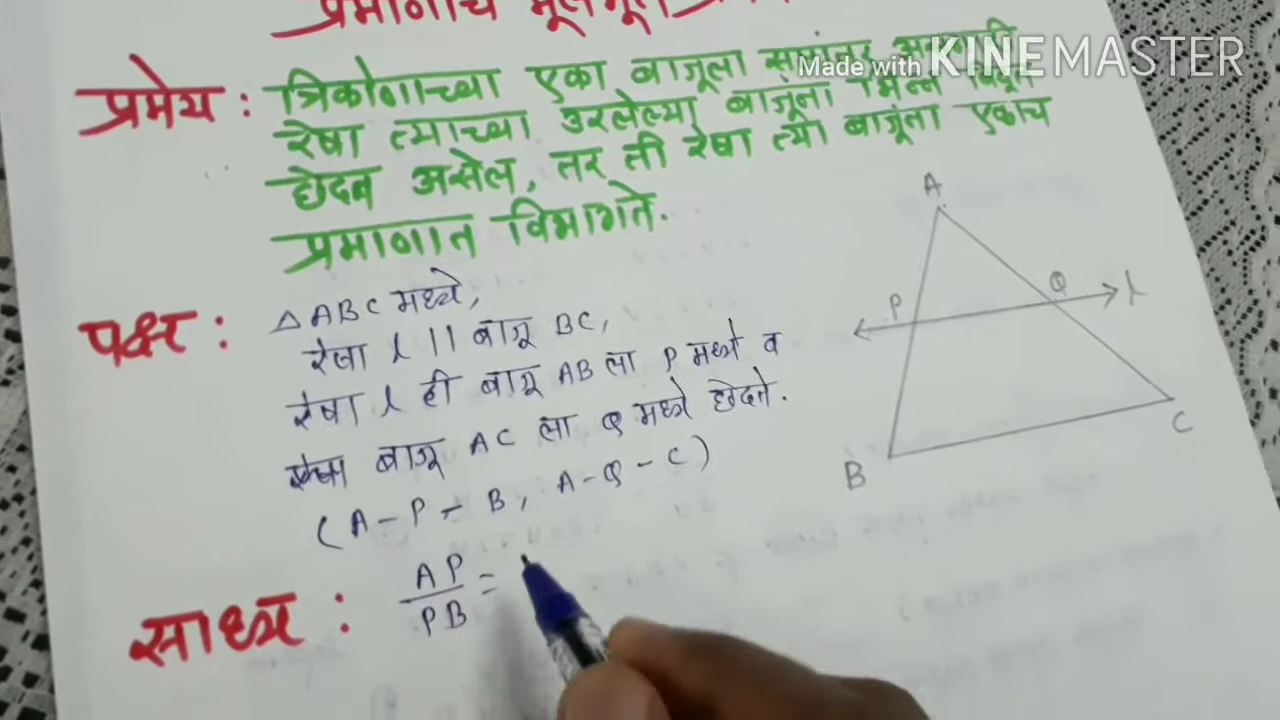 प्रमाणाचे मूलभूत
Made with KINEMASTER
प्रमेय : त्रिकोणाच्या एका बाजूला समांतर असणारी
रेषा त्याच्या उरलेल्या बाजूंना भिन्न बिंदूत
छेदत असेल, तर ती रेषा त्या बाजूंना एकाच
प्रमाणात विभागते.
पक्ष : △ABC मध्ये,
रेषा l || बाजू BC,
रेषा l ही बाजू AB ला P मध्ये व
बाजू AC ला Q मध्ये छेदते.
(A-P-B, A-Q-C)
साध्य : AP/PB =
A
P
Q
l
B
C